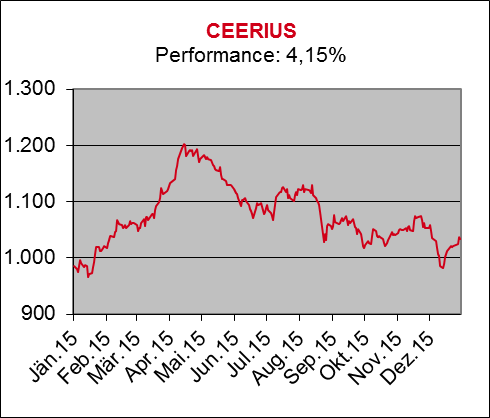 CEERIUS
Performance: 4,15%
1.300
1.200
1.100
1.000
900
Jän. 15
Feb. 15
Mär. 15
Apr. 15
Mai. 15
Jun. 15
Jul. 15
Aug. 15
Sep. 15
Okt. 15
Nov. 15
Dez. 15